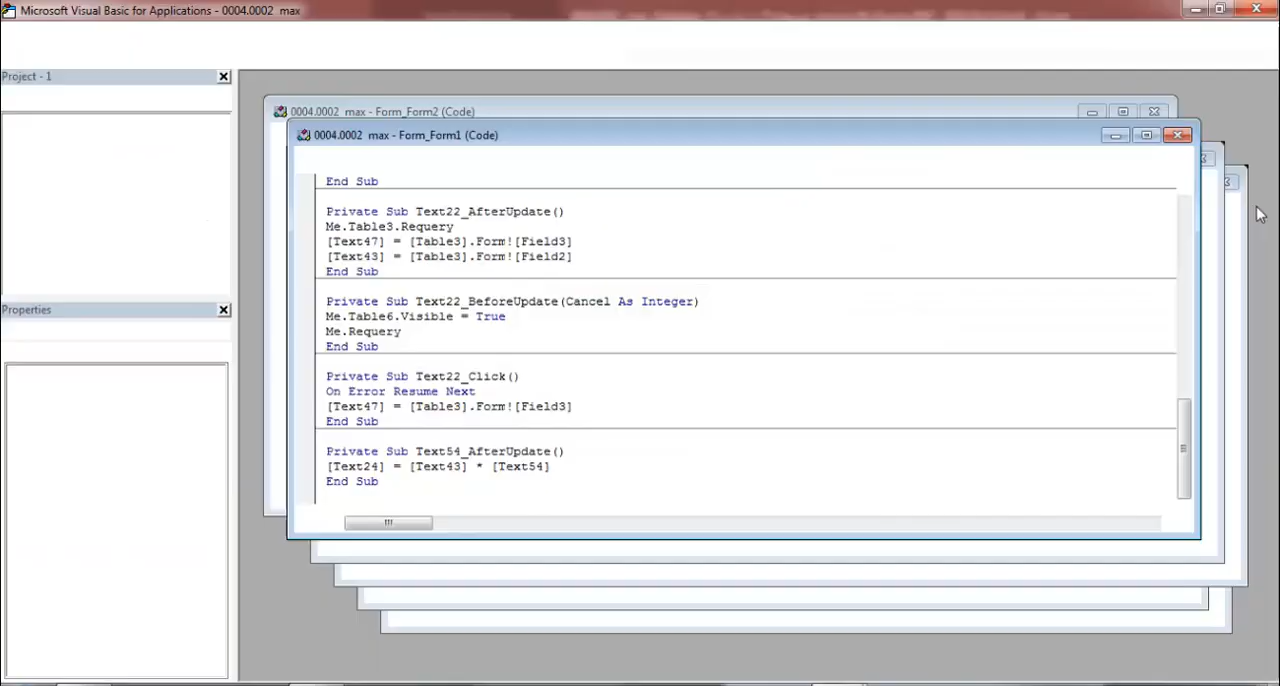 Microsoft Visual Basic for Applications - 0004.0002 max
Project - 1
Properties
0004.0002 max - Form_Form2 (Code)
0004.0002 max - Form_Form1 (Code)
End Sub
Private Sub Text22_AfterUpdate()
Me.Table3.Requery
[Text47] = [Table3].Form![Field3]
[Text43] = [Table3].Form![Field2]
End Sub
Private Sub Text22_BeforeUpdate(Cancel As Integer)
Me.Table6.Visible = True
Me.Requery
End Sub
Private Sub Text22_Click()
On Error Resume Next
[Text47] = [Table3].Form![Field3]
End Sub
Private Sub Text54_AfterUpdate()
[Text24] = [Text43] * [Text54]
End Sub